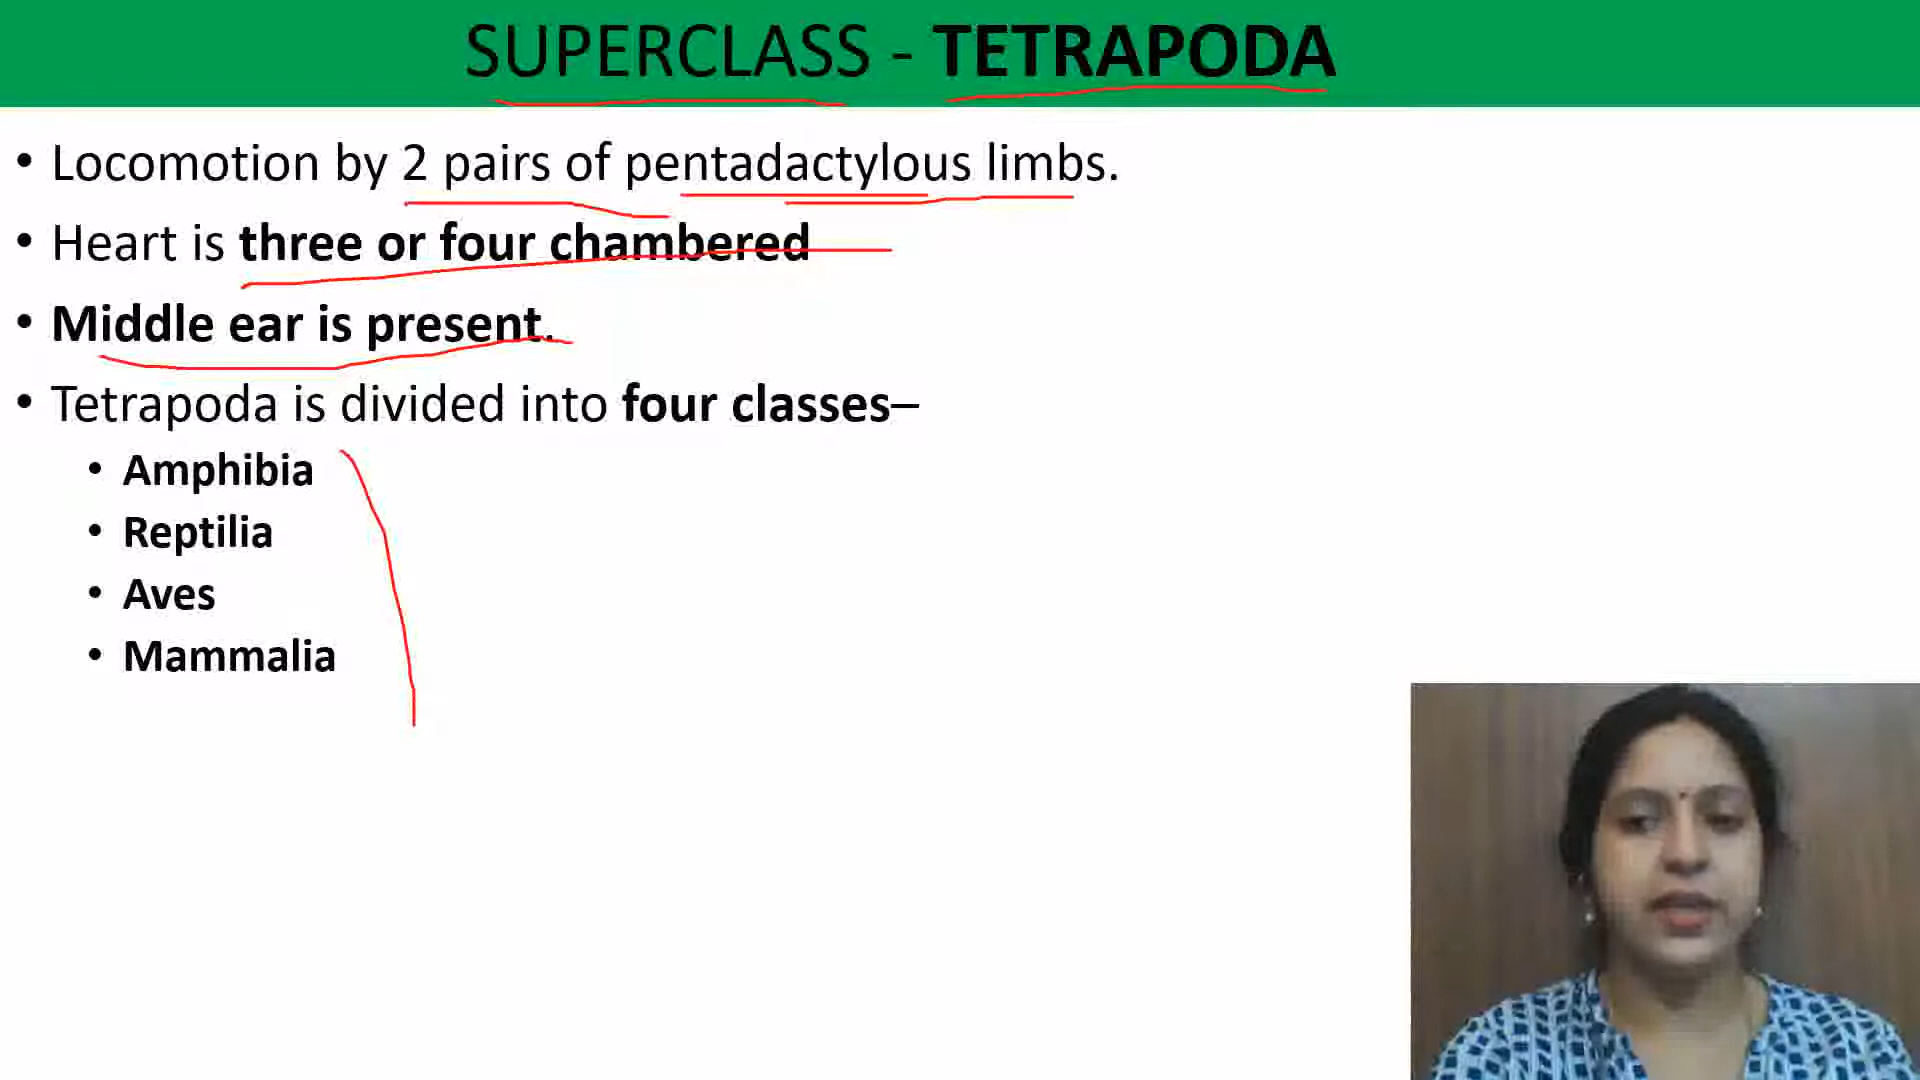 SUPERCLASS - TETRAPODA
• Locomotion by 2 pairs of pentadactylous limbs.
• Heart is three or four chambered
• Middle ear is present.
• Tetrapoda is divided into four classes–
• Amphibia
• Reptilia
• Aves
• Mammalia